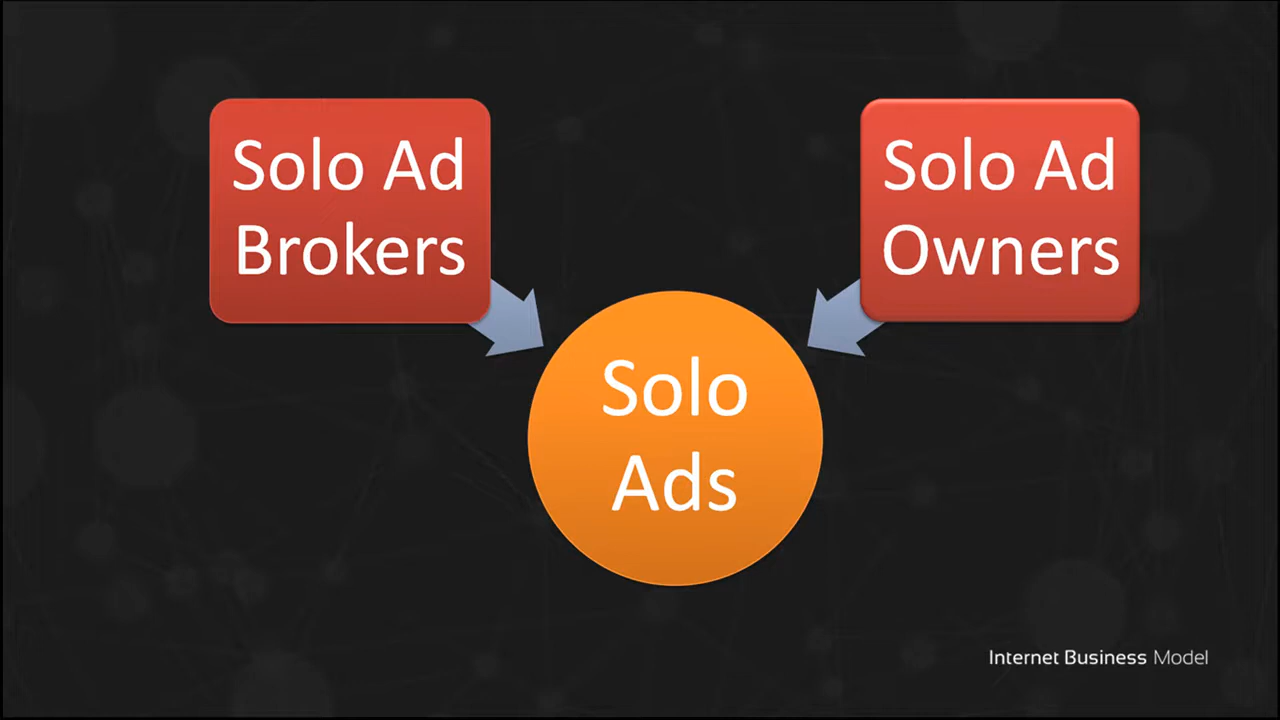 Solo Ad
Brokers
Solo Ad
Owners
Solo
Ads
Internet Business Model